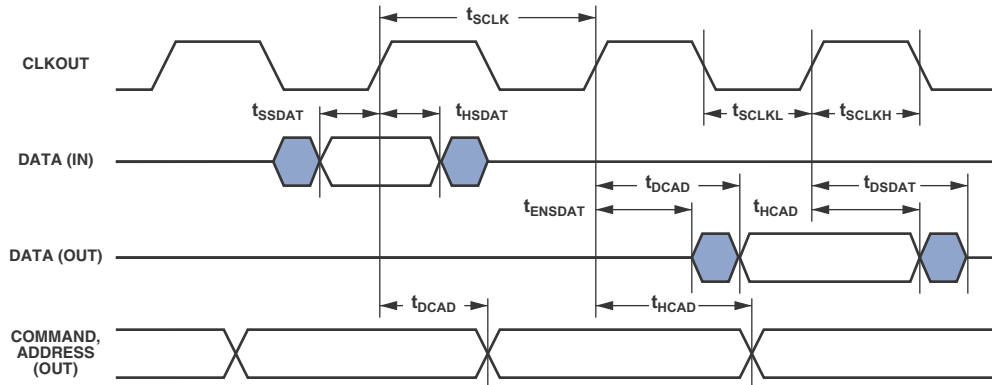 tSCLK
CLKOUT
tSSDAT
tHSDAT
tSCLKL
tSCLKH
DATA (IN)
tDCAD
tDSDAT
tENSDAT
tHCAD
DATA (OUT)
tDCAD
tHCAD
COMMAND,
ADDRESS
(OUT)